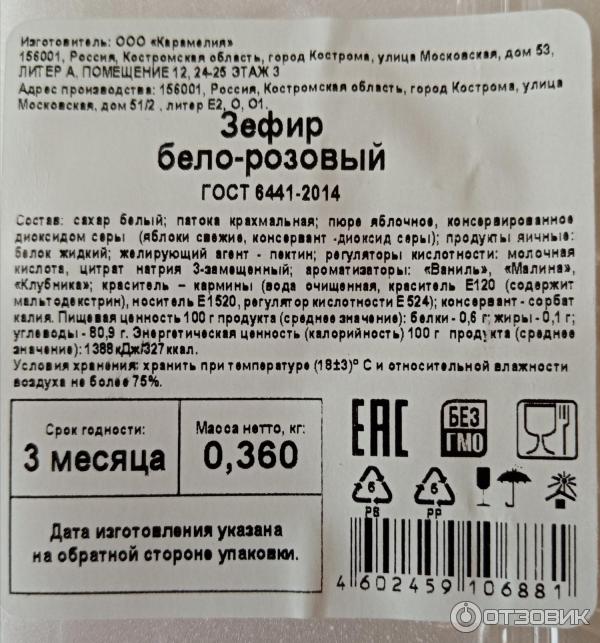 Изготовитель: ООО «Карамелия»
156001, Россия, Костромская область, город Кострома, улица Московская, дом 53,
ЛИТЕР А, ПОМЕЩЕНИЕ 12, 24-25 ЭТАЖ 3
Адрес производства: 156001, Россия, Костромская область, город Кострома, улица
Московская, дом 51/2 , литер Е2, О, О1.
Зефир
бело-розовый
ГОСТ 6441-2014
Состав: сахар белый; патока крахмальная; пюре яблочное, консервированное
диоксидом серы (яблоки свежие, консервант -диоксид серы); продукты яичные:
белок жидкий; желирующий агент - пектин; регуляторы кислотности: молочная
кислота, цитрат натрия 3-замещенный; ароматизаторы: «Ваниль», «Малина»,
«Клубника»; краситель – кармины (вода очищенная, краситель Е120 (содержит
мальтодекстрин), носитель Е1520, регулятор кислотности Е 524); консервант - сорбат
калия. Пищевая ценность 100 г продукта (среднее значение): белки - 0,6 г; жиры - 0,1 г;
углеводы - 80,9 г. Энергетическая ценность (калорийность) 100 г продукта (среднее
значение): 1388кДж/327ккал.
Условия хранения: хранить при температуре (18±3)° С и относительной влажности
воздуха не более 75%.
Срок годности:
3 месяца
Масса нетто, кг:
0,360
Дата изготовления указана
на обратной стороне упаковки.
ЕАС
БЕЗ
ГМО
6
РВ
6
РР
4 602459 106881
ОТЗОВИК